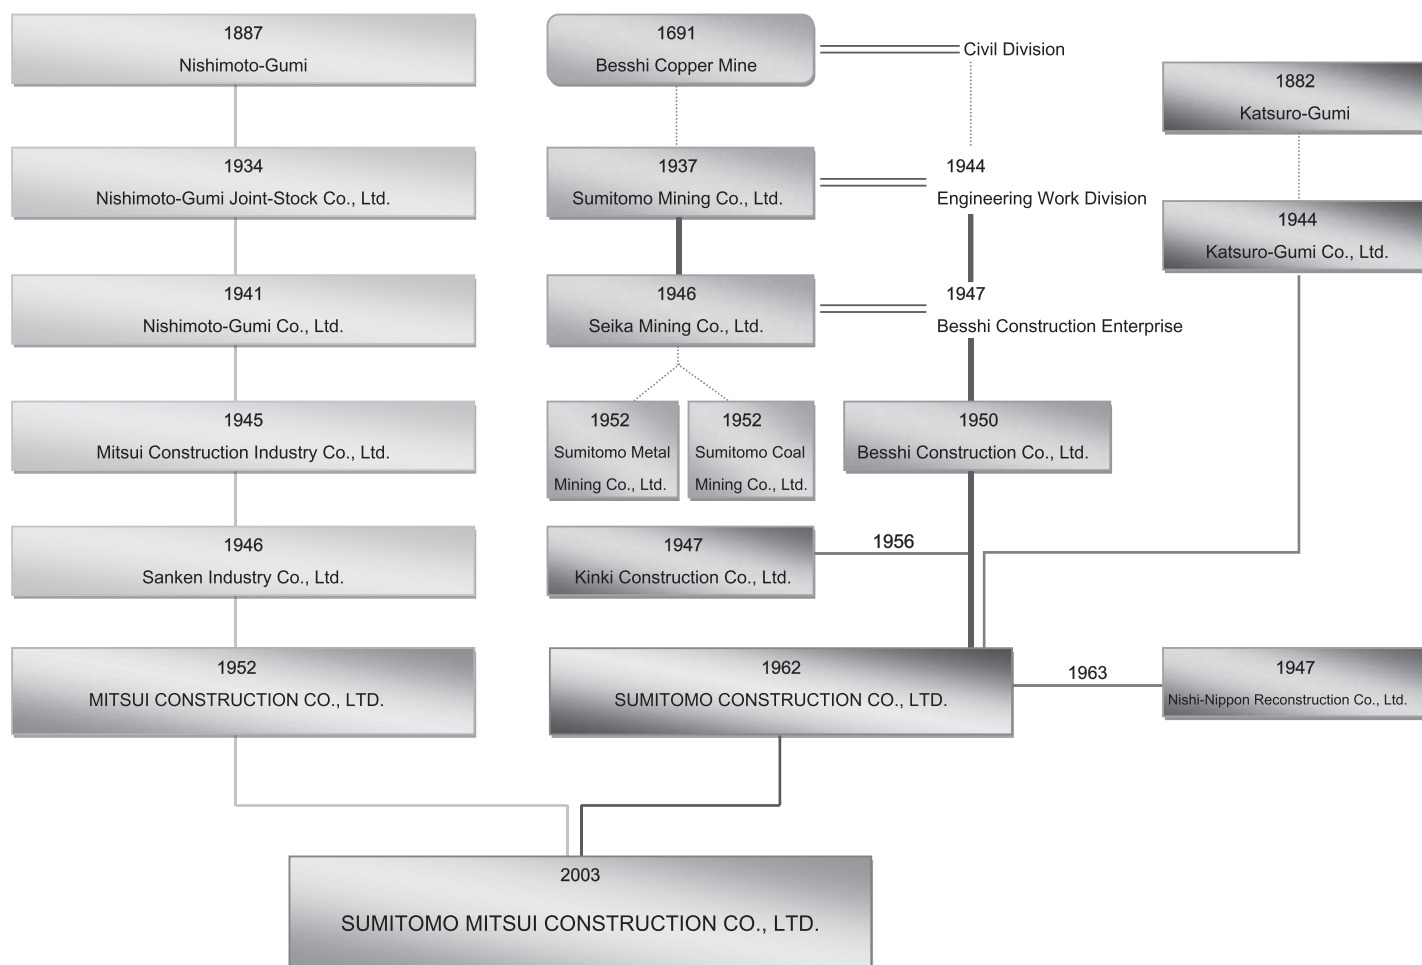 1887
Nishimoto-Gumi
1691
Besshi Copper Mine
Civil Division
1882
Katsuro-Gumi
1934
Nishimoto-Gumi Joint-Stock Co., Ltd.
1937
Sumitomo Mining Co., Ltd.
1944
Engineering Work Division
1944
Katsuro-Gumi Co., Ltd.
1941
Nishimoto-Gumi Co., Ltd.
1946
Seika Mining Co., Ltd.
1947
Besshi Construction Enterprise
1945
Mitsui Construction Industry Co., Ltd.
1952
Sumitomo Metal
Mining Co., Ltd.
1952
Sumitomo Coal
Mining Co., Ltd.
1950
Besshi Construction Co., Ltd.
1946
Sanken Industry Co., Ltd.
1947
Kinki Construction Co., Ltd.
1956
1952
MITSUI CONSTRUCTION CO., LTD.
1962
SUMITOMO CONSTRUCTION CO., LTD.
1963
1947
Nishi-Nippon Reconstruction Co., Ltd.
2003
SUMITOMO MITSUI CONSTRUCTION CO., LTD.